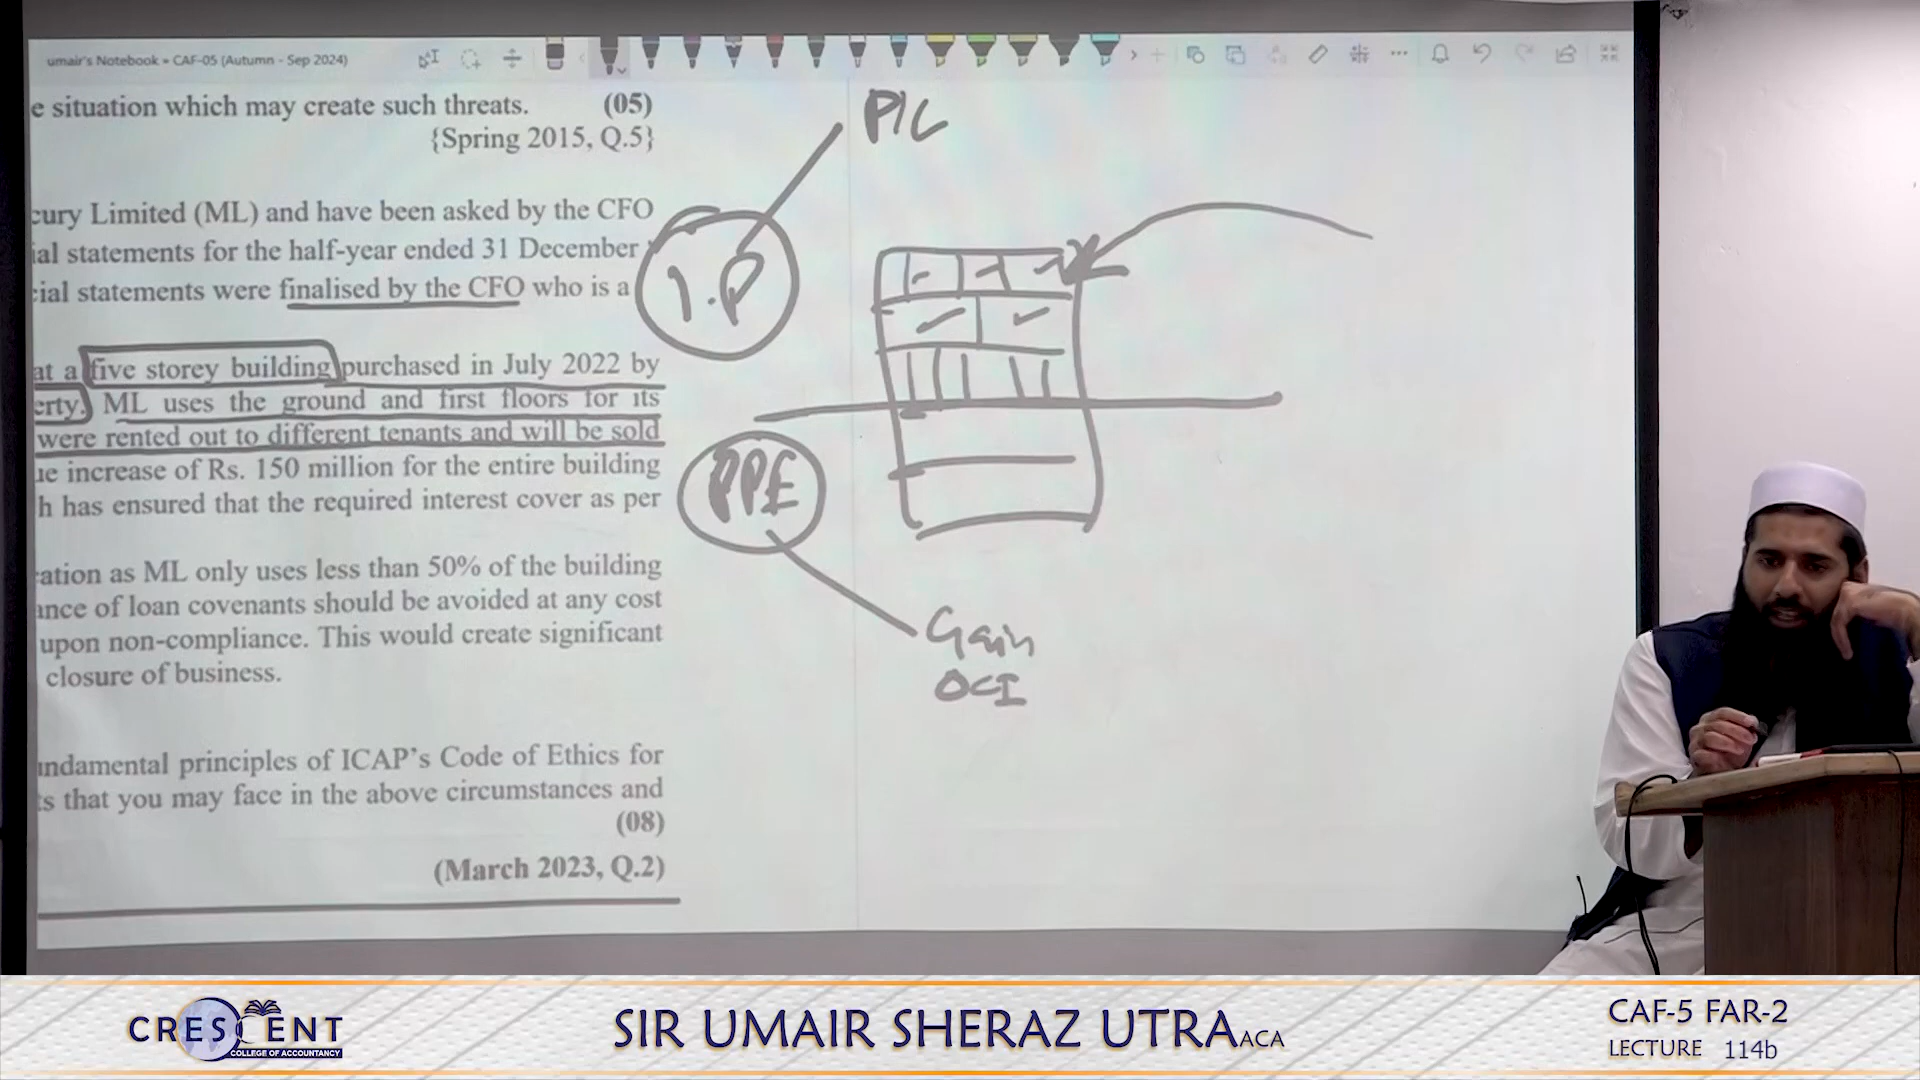 umair's Notebook » CAF-05 (Autumn - Sep 2024)
e situation which may create such threats. (05)
{Spring 2015, Q.5}
cury Limited (ML) and have been asked by the CFO
ial statements for the half-year ended 31 December
cial statements were finalised by the CFO who is a
at a five storey building purchased in July 2022 by
erty. ML uses the ground and first floors for its
were rented out to different tenants and will be sold
ue increase of Rs. 150 million for the entire building
h has ensured that the required interest cover as per
ation as ML only uses less than 50% of the building
ance of loan covenants should be avoided at any cost
upon non-compliance. This would create significant
closure of business.
undamental principles of ICAP's Code of Ethics for
ts that you may face in the above circumstances and
(08)
(March 2023, Q.2)
P/L
I.P
PPE
Gain
OCI
CRESCENT
COLLEGE OF ACCOUNTANCY
SIR UMAIR SHERAZ UTRA ACA
CAF-5 FAR-2
LECTURE 114b